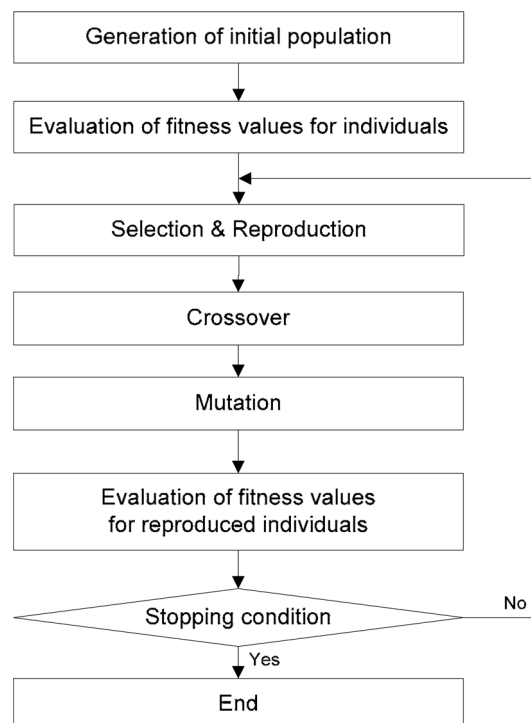 Generation of initial population
Evaluation of fitness values for individuals
Selection & Reproduction
Crossover
Mutation
Evaluation of fitness values
for reproduced individuals
Stopping condition
No
Yes
End